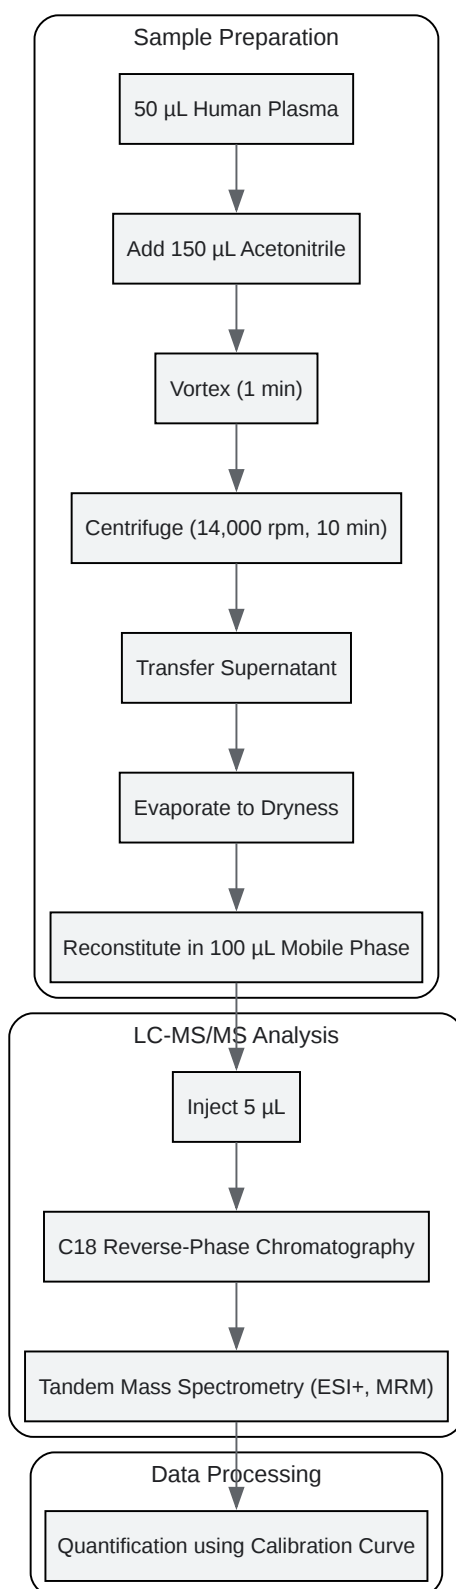 Sample Preparation
50 µL Human Plasma
Add 150 µL Acetonitrile
Vortex (1 min)
Centrifuge (14,000 rpm, 10 min)
Transfer Supernatant
Evaporate to Dryness
Reconstitute in 100 µL Mobile Phase
LC-MS/MS Analysis
Inject 5 µL
C18 Reverse-Phase Chromatography
Tandem Mass Spectrometry (ESI+, MRM)
Data Processing
Quantification using Calibration Curve